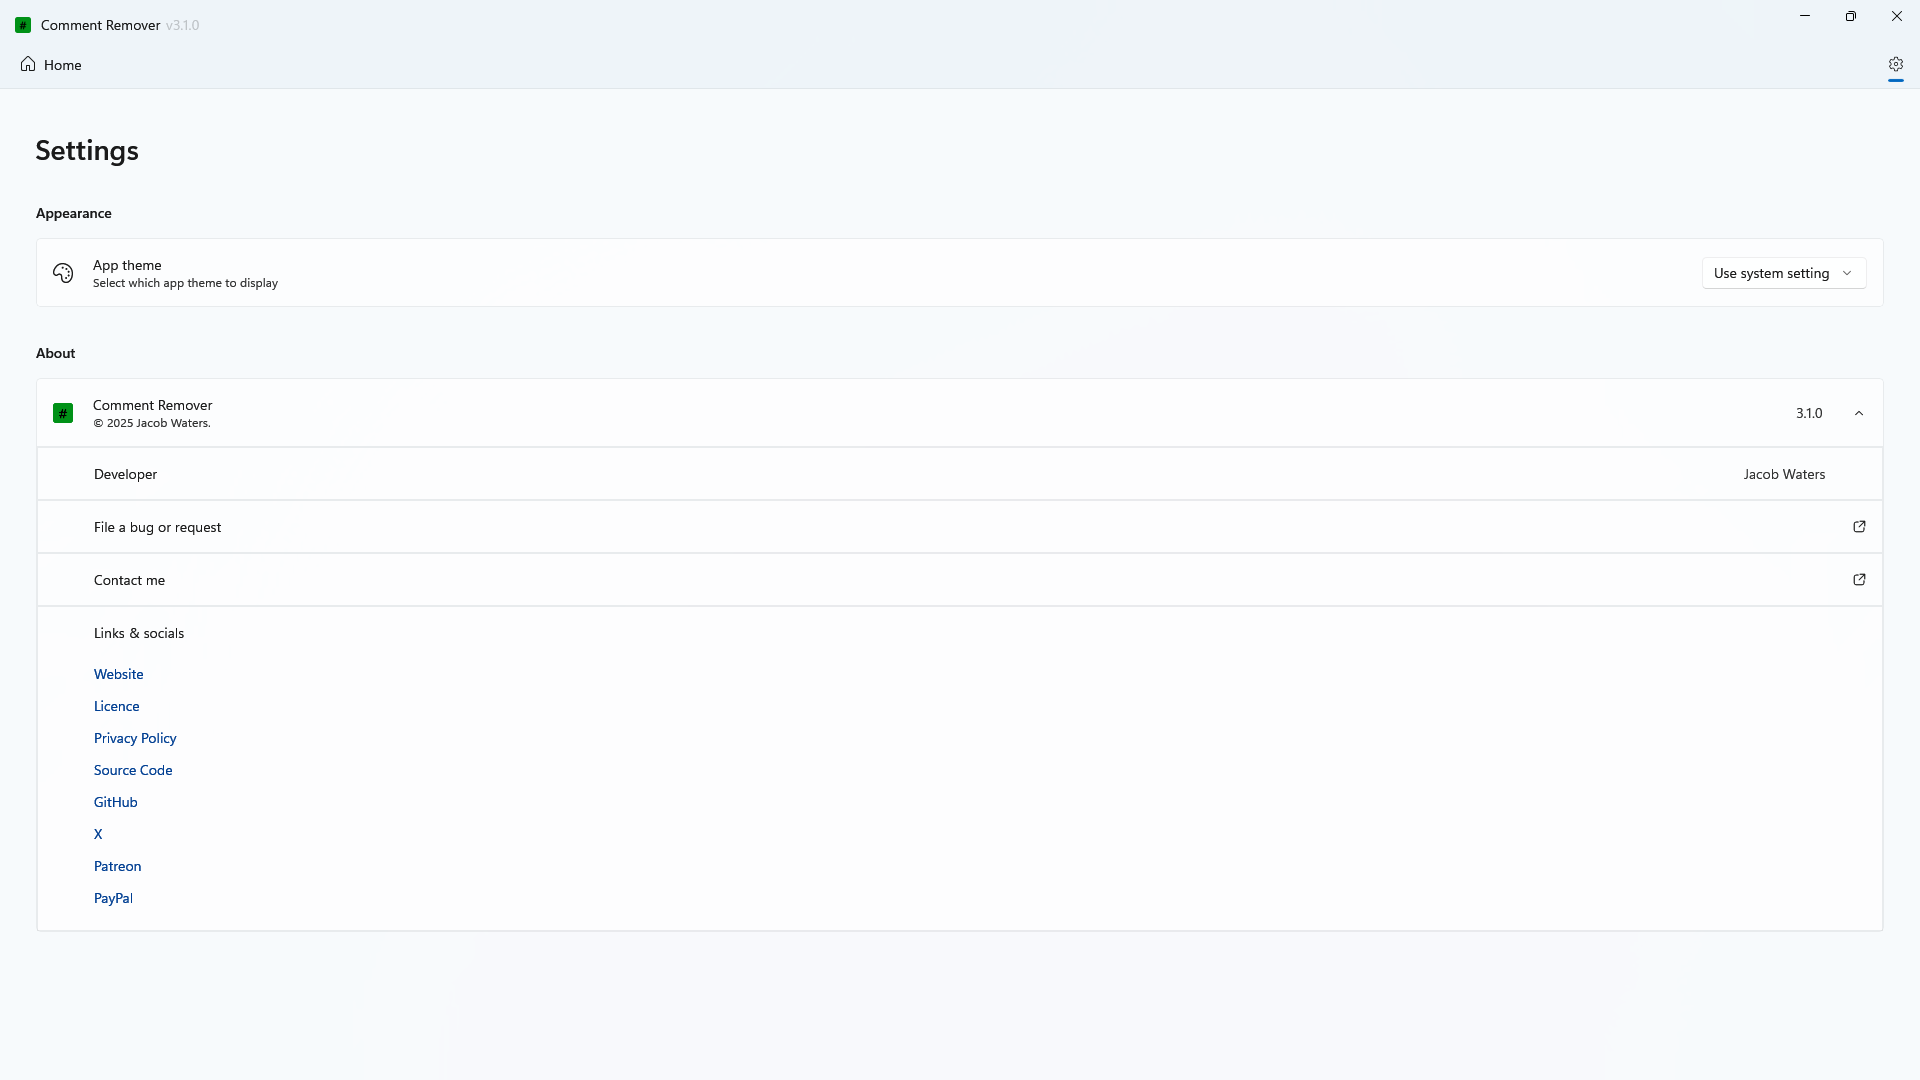 # Comment Remover v3.1.0
Home
Settings
Appearance
App theme
Select which app theme to display
Use system setting
About
# Comment Remover
© 2025 Jacob Waters.
3.1.0
Developer
Jacob Waters
File a bug or request
Contact me
Links & socials
Website
Licence
Privacy Policy
Source Code
GitHub
X
Patreon
PayPal